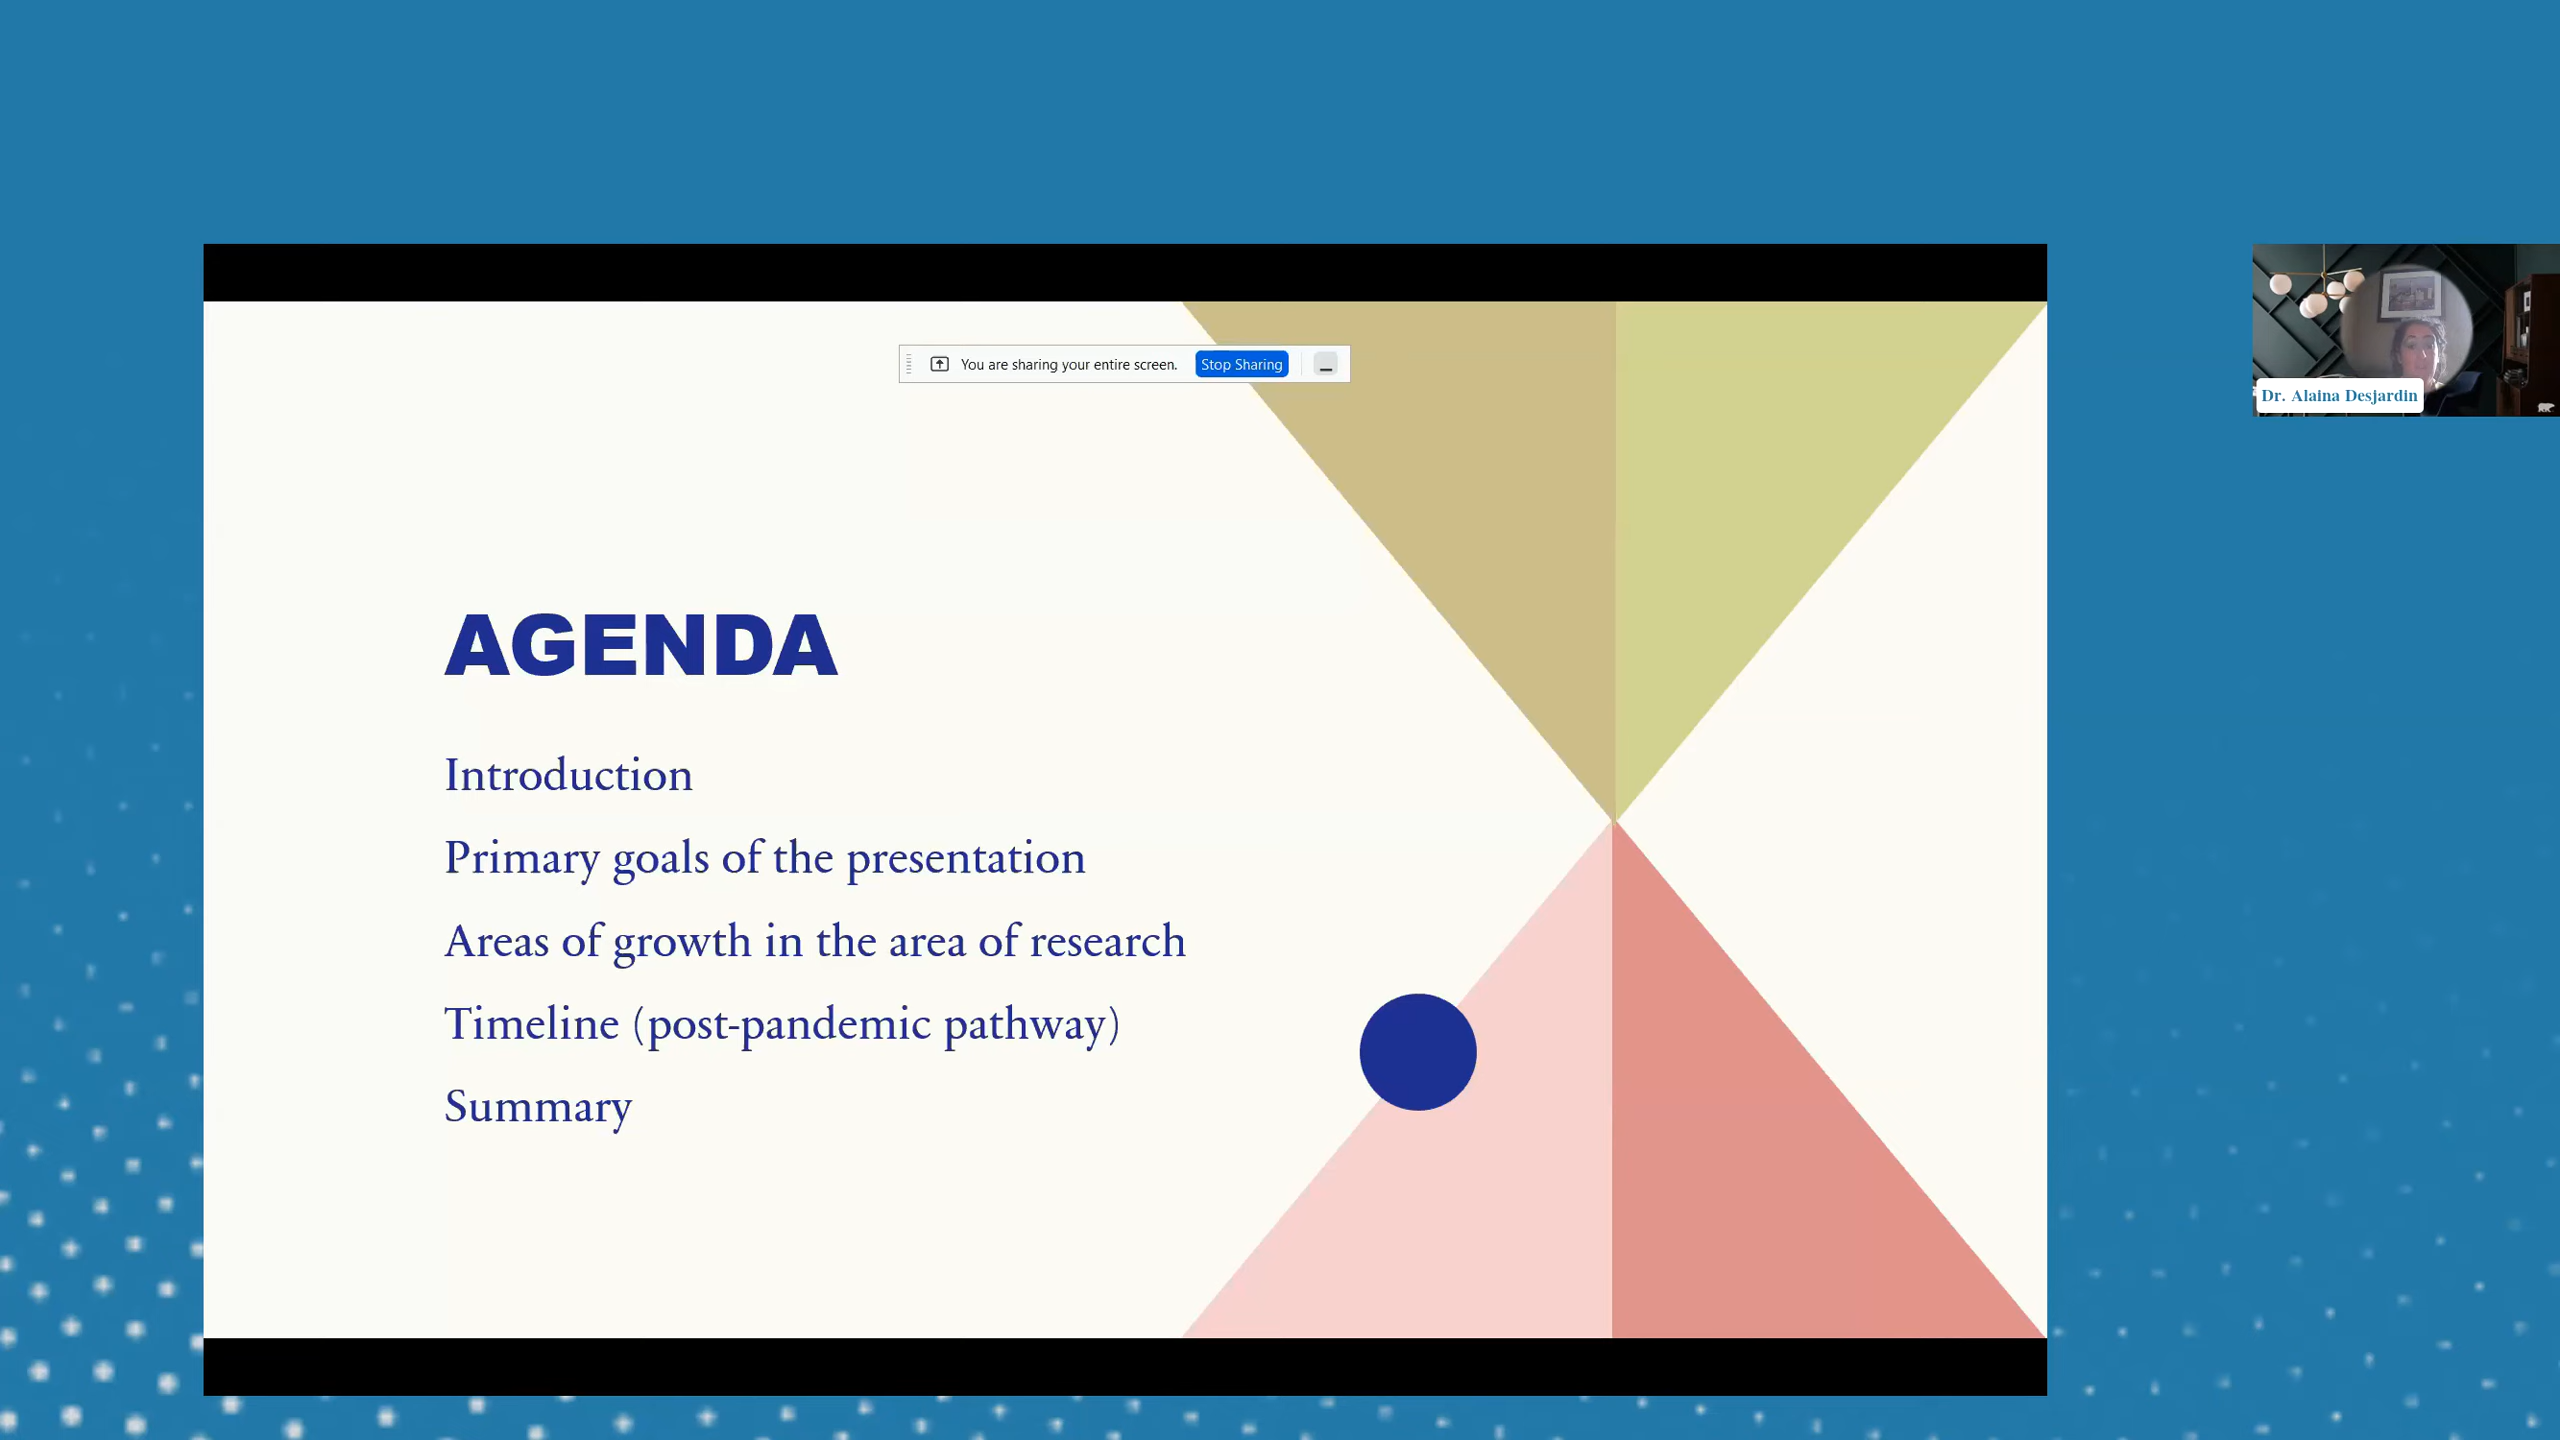 You are sharing your entire screen.
Stop Sharing
Dr. Alaina Desjardin
AGENDA
Introduction
Primary goals of the presentation
Areas of growth in the area of research
Timeline (post-pandemic pathway)
Summary